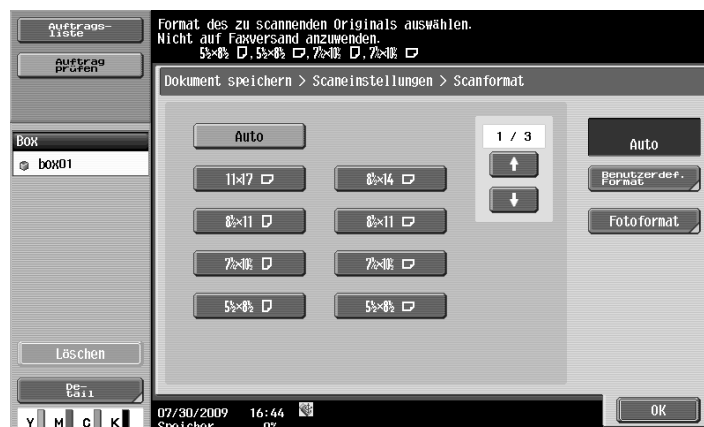 Auftrags-
liste
Auftrag
prüfen
Format des zu scannenden Originals auswählen.
Nicht auf Faxversand anzuwenden.
5½×8½ , 5½×8½ , 7¼×10½ , 7¼×10½
Dokument speichern > Scaneinstellungen > Scanformat
Box
box01
Auto
1 / 3
11×17
8½×14
8½×11
8½×11
7¼×10½
7¼×10½
5½×8½
5½×8½
Auto
Benutzerdef.
Format
Fotoformat
Löschen
De-
tail
Y M C K
07/30/2009 16:44
Speicher 0%
OK